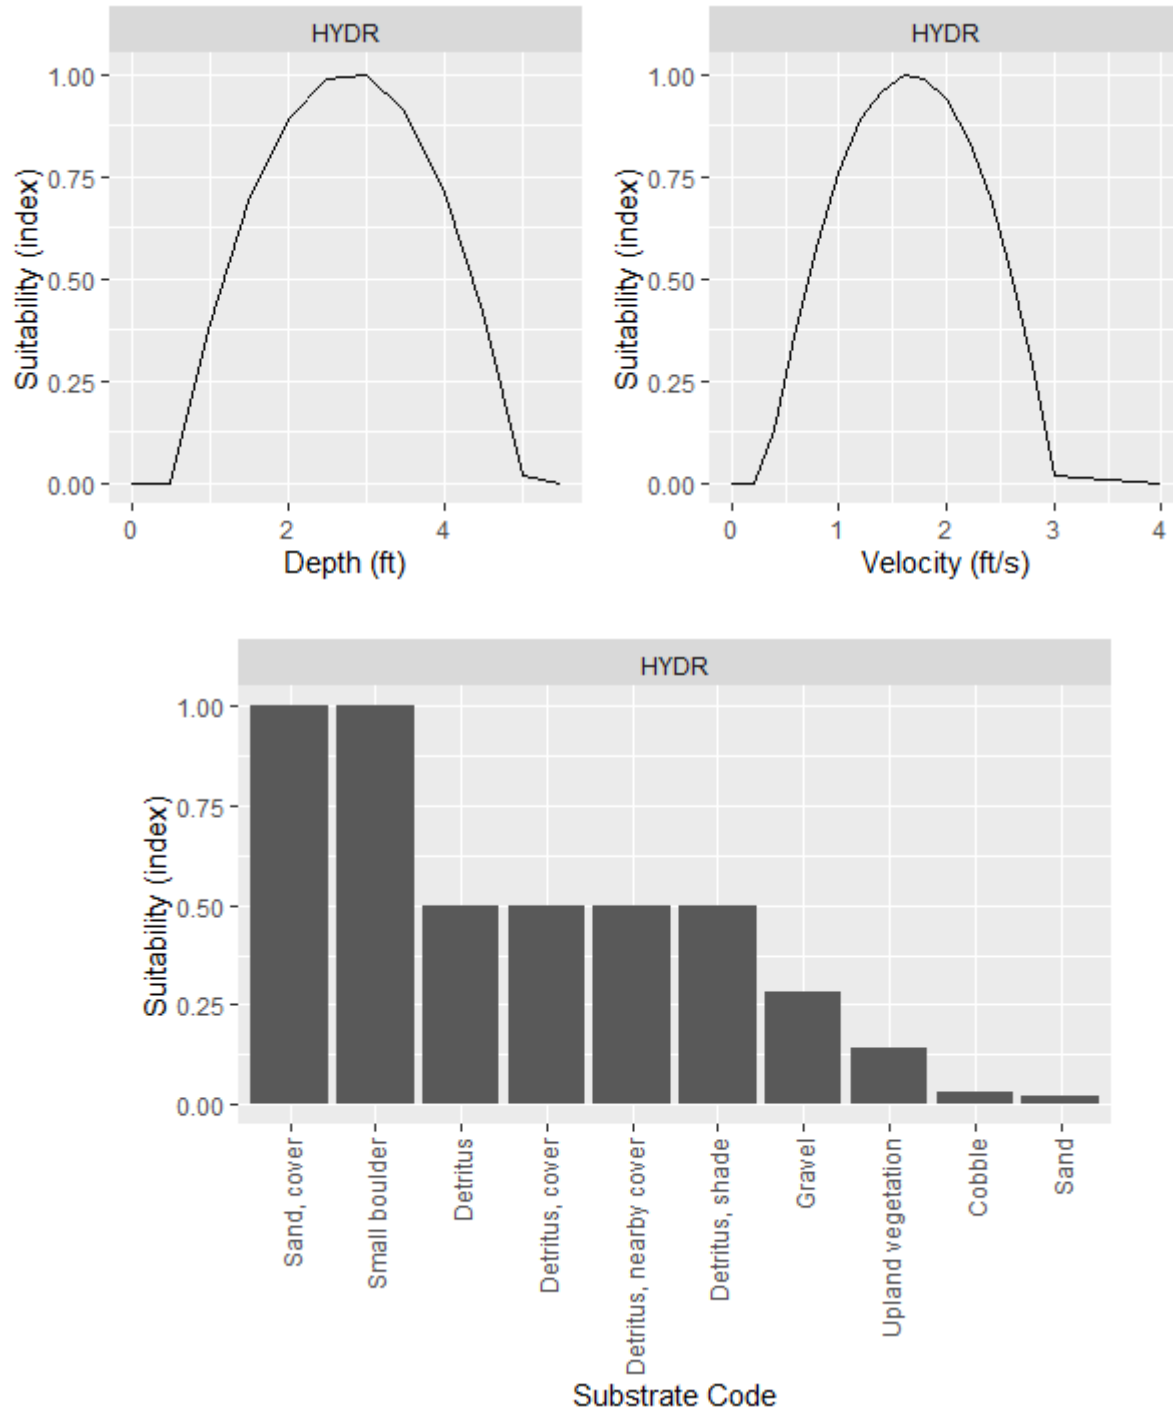 HYDR
1.00
0.75
0.50
0.25
0.00
Suitability (index)
0 2 4
Depth (ft)
HYDR
1.00
0.75
0.50
0.25
0.00
Suitability (index)
0 1 2 3 4
Velocity (ft/s)
HYDR
1.00
0.75
0.50
0.25
0.00
Suitability (index)
Sand, cover
Small boulder
Detritus
Detritus, cover
Detritus, nearby cover
Detritus, shade
Gravel
Upland vegetation
Cobble
Sand
Substrate Code